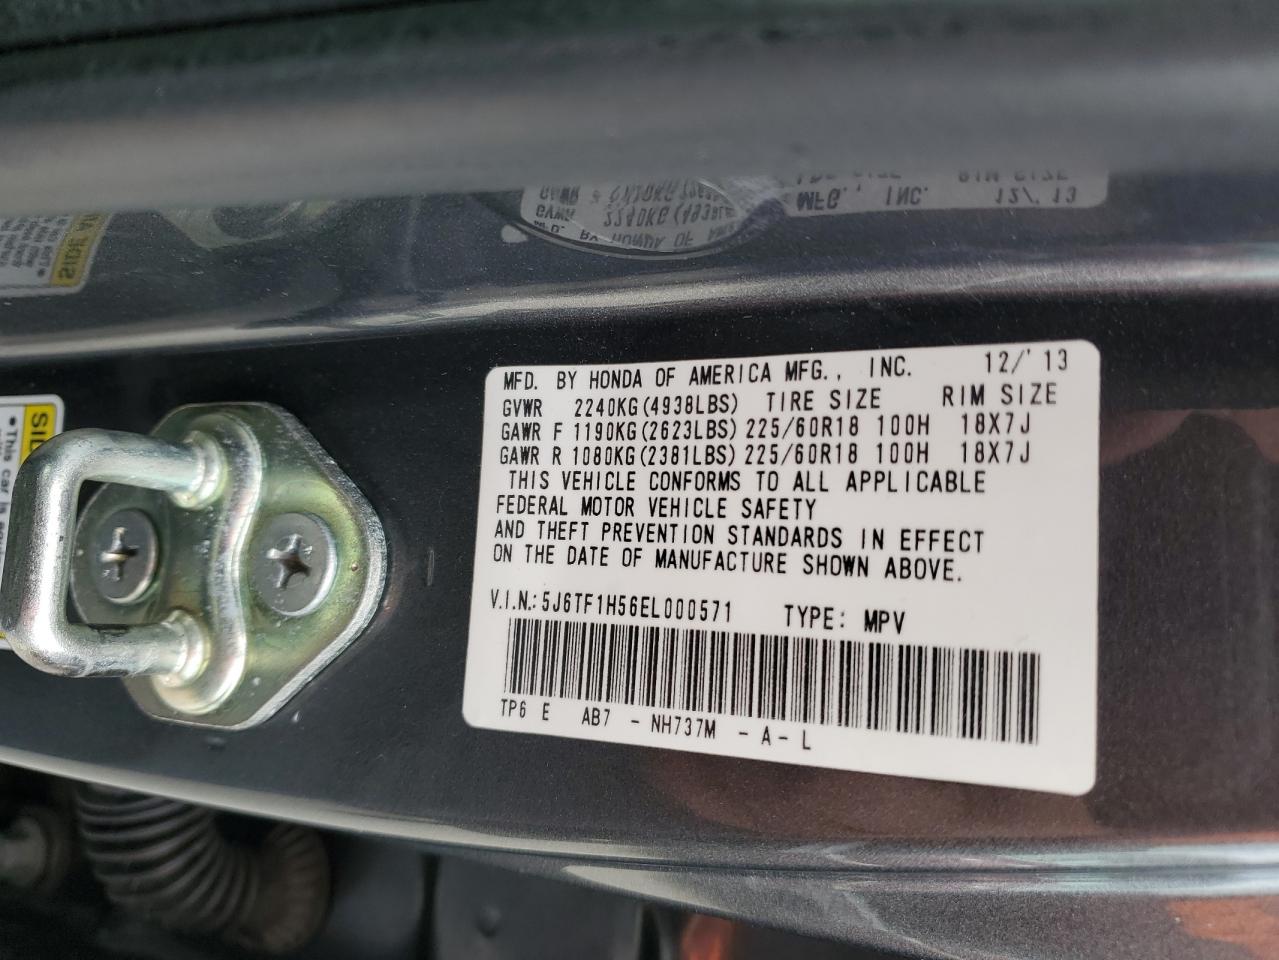 MFD. BY HONDA OF AMERICA MFG., INC. 12/'13
GVWR 2240KG(4938LBS) TIRE SIZE RIM SIZE
GAWR F 1190KG(2623LBS) 225/60R18 100H 18X7J
GAWR R 1080KG(2381LBS) 225/60R18 100H 18X7J
THIS VEHICLE CONFORMS TO ALL APPLICABLE
FEDERAL MOTOR VEHICLE SAFETY
AND THEFT PREVENTION STANDARDS IN EFFECT
ON THE DATE OF MANUFACTURE SHOWN ABOVE.
V.I.N.: 5J6TF1H56EL000571 TYPE: MPV
TP6 E AB7 - NH737M - A - L
This car is